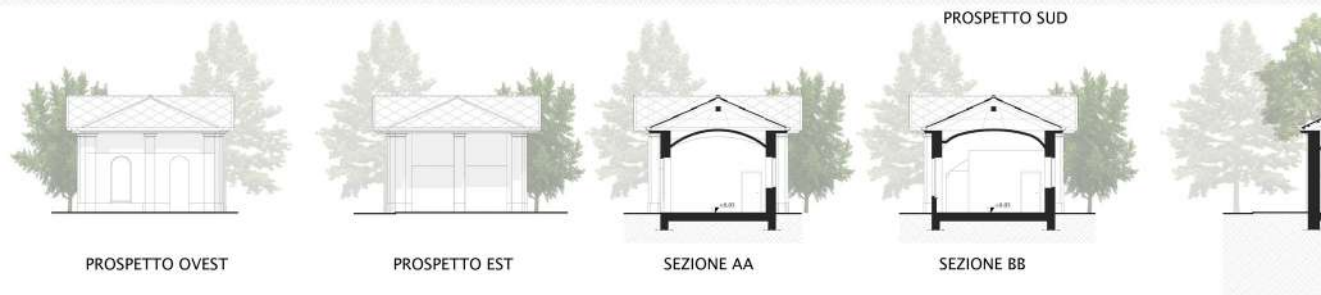 PROSPETTO SUD
PROSPETTO OVEST
PROSPETTO EST
SEZIONE AA
SEZIONE BB